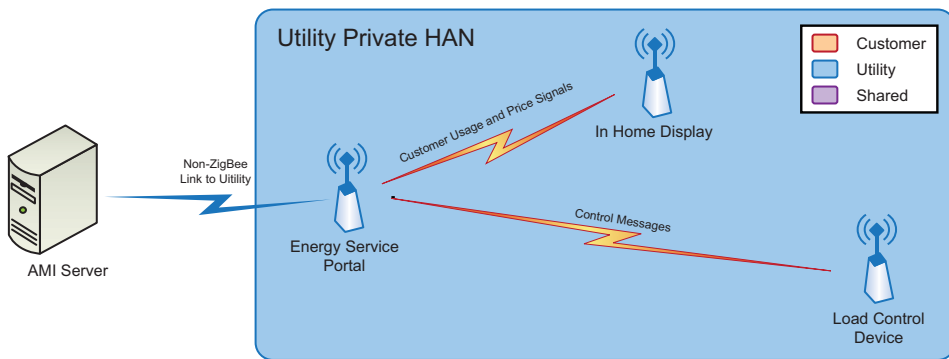 Utility Private HAN
Customer
Utility
Shared
Customer Usage and Price Signals
In Home Display
Non-ZigBee
Link to Uitility
Control Messages
Energy Service
Portal
AMI Server
Load Control
Device